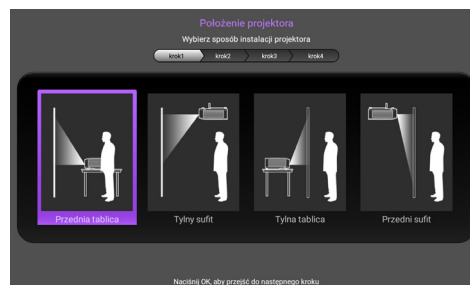 Położenie projektora
Wybierz sposób instalacji projektora
krok1 krok2 krok3 krok4
Przednia tablica Tylny sufit Tylna tablica Przedni sufit
Naciśnij OK, aby przejść do następnego kroku